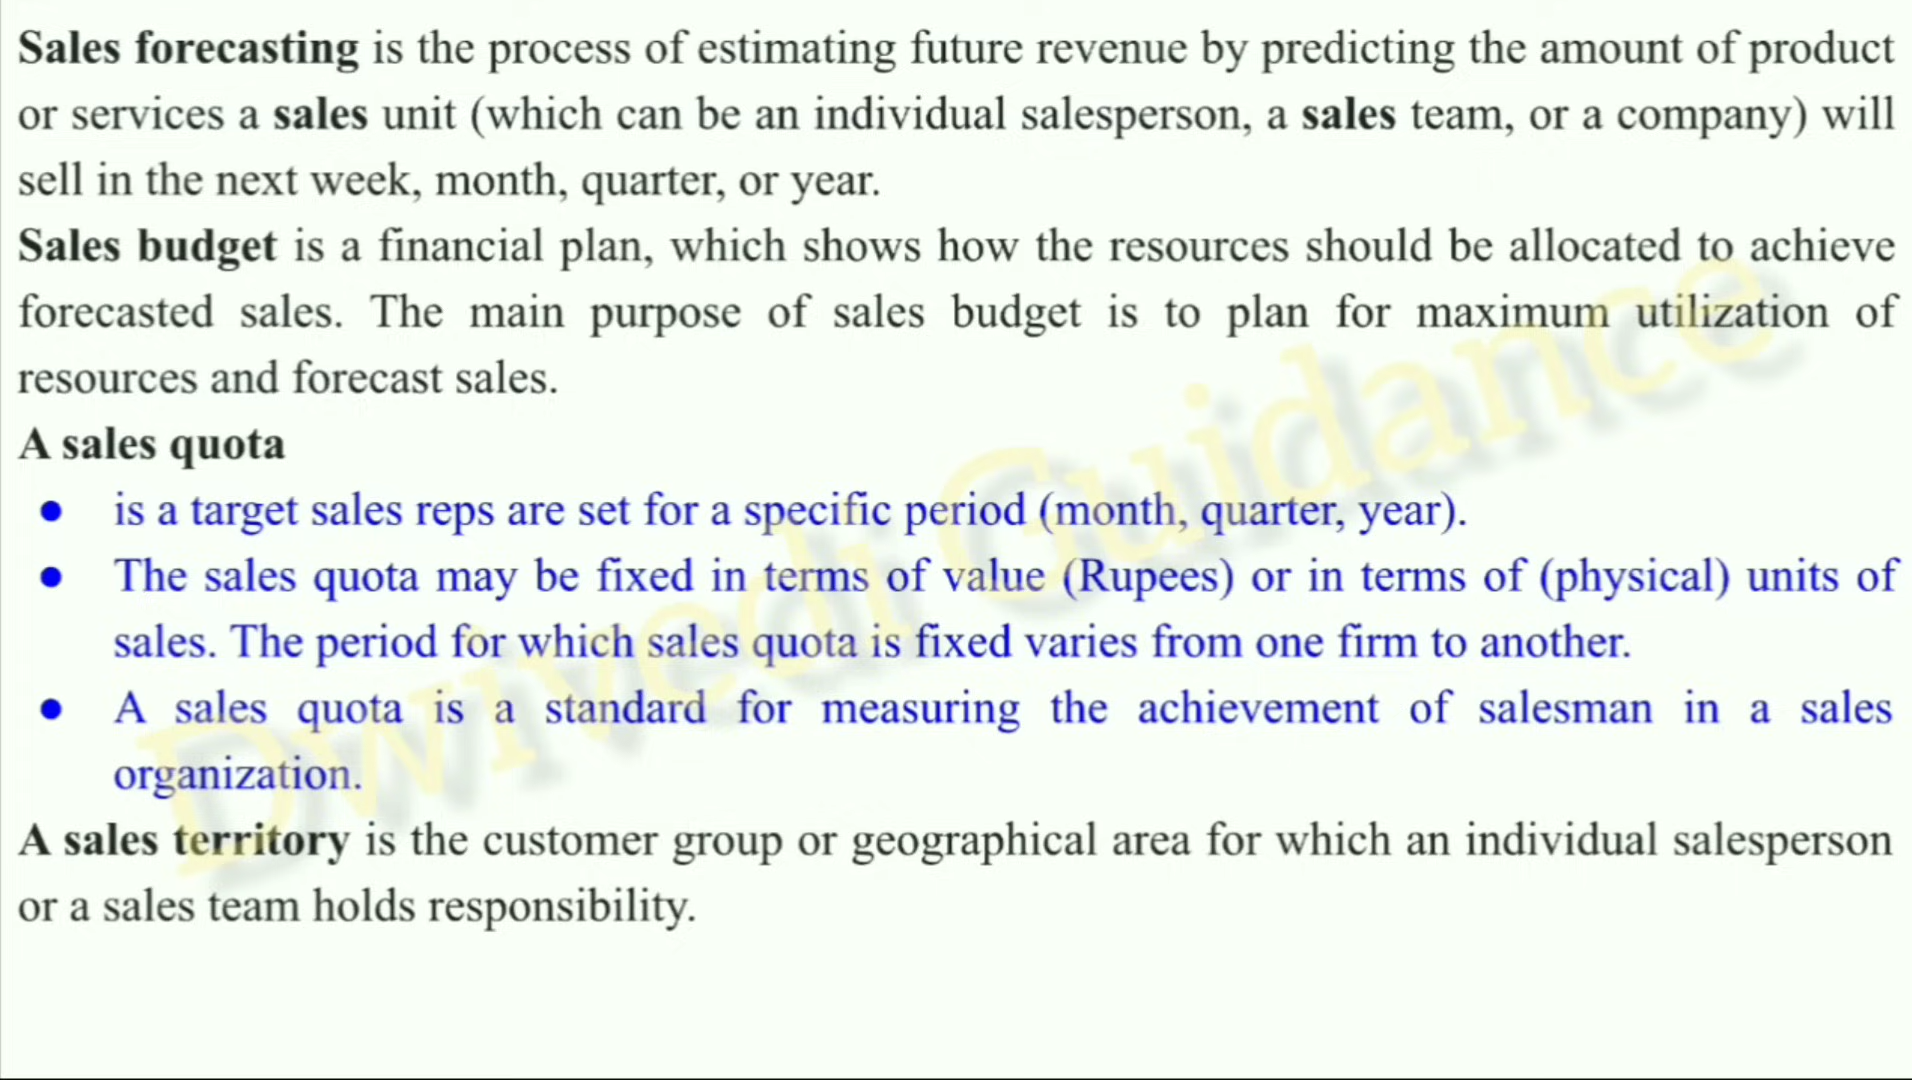 Sales forecasting is the process of estimating future revenue by predicting the amount of product
or services a sales unit (which can be an individual salesperson, a sales team, or a company) will
sell in the next week, month, quarter, or year.
Sales budget is a financial plan, which shows how the resources should be allocated to achieve
forecasted sales. The main purpose of sales budget is to plan for maximum utilization of
resources and forecast sales.
A sales quota
● is a target sales reps are set for a specific period (month, quarter, year).
● The sales quota may be fixed in terms of value (Rupees) or in terms of (physical) units of
sales. The period for which sales quota is fixed varies from one firm to another.
● A sales quota is a standard for measuring the achievement of salesman in a sales
organization.
A sales territory is the customer group or geographical area for which an individual salesperson
or a sales team holds responsibility.
Dwivedi Guidance